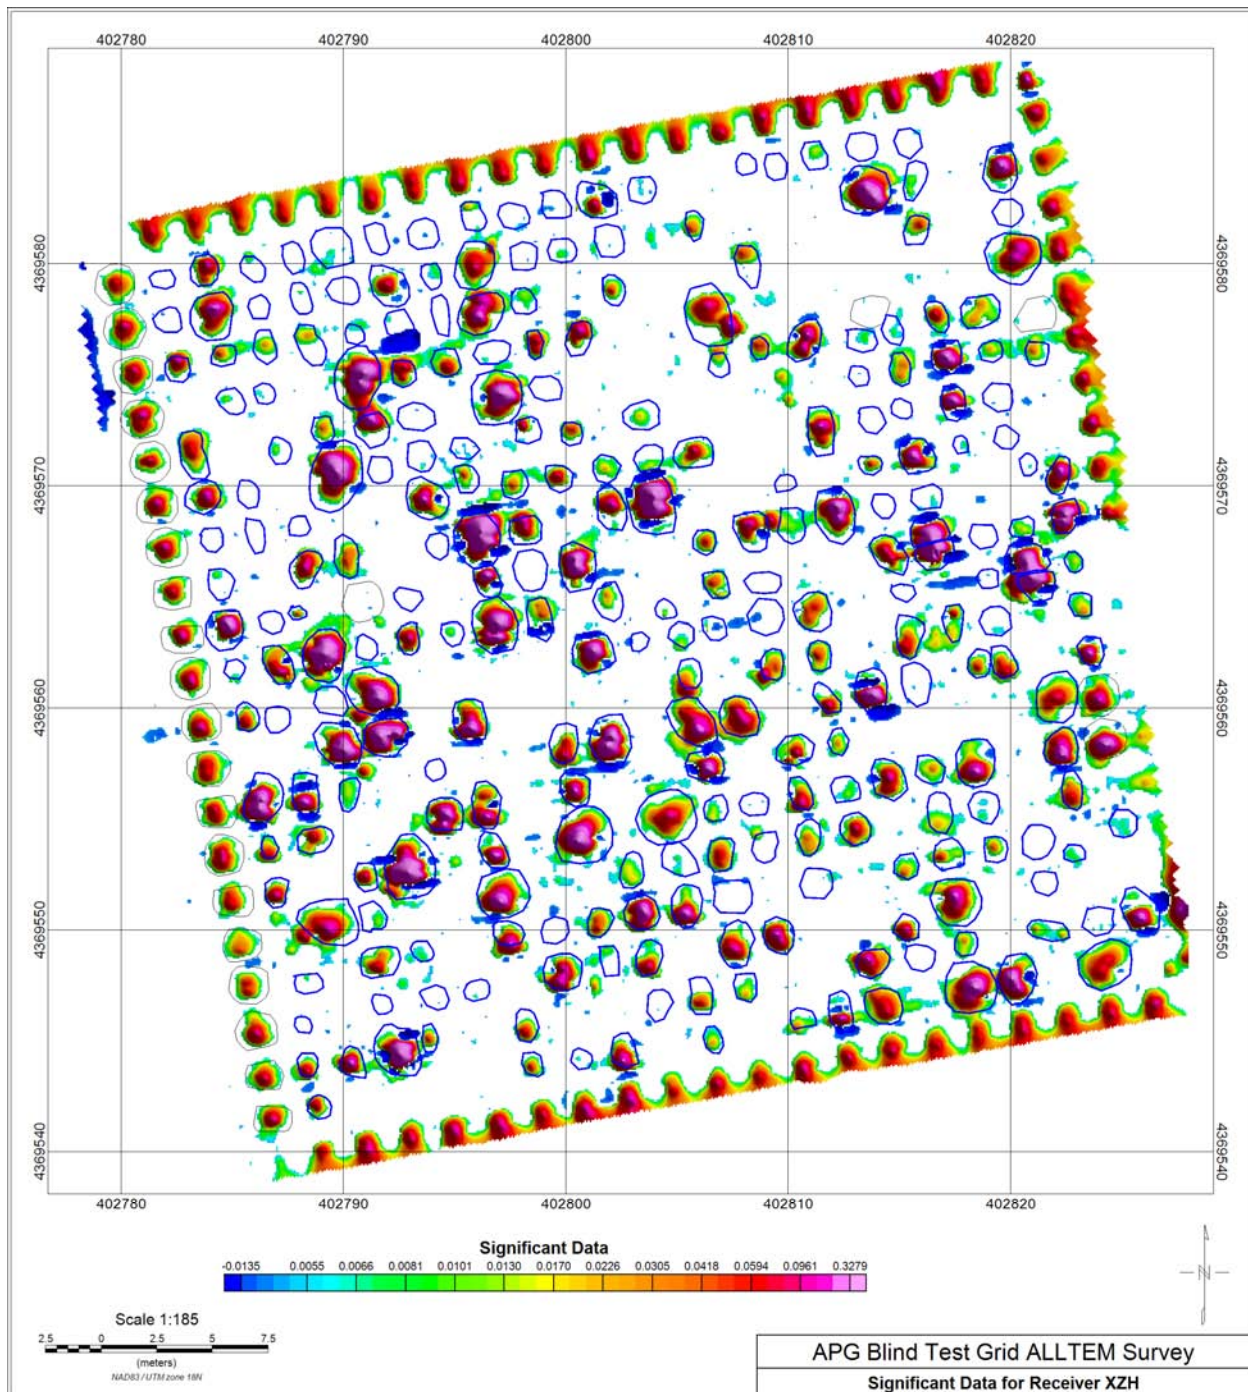 402780 402790 402800 402810 402820
4369580 4369580
4369570 4369570
4369560 4369560
4369550 4369550
4369540 4369540
402780 402790 402800 402810 402820
Significant Data
-0.0135 0.0055 0.0066 0.0081 0.0101 0.0130 0.0170 0.0226 0.0305 0.0418 0.0594 0.0961 0.3279
Scale 1:185
2.5 0 2.5 5 7.5
(meters)
NAD83 / UTM zone 18N
N
APG Blind Test Grid ALLTEM Survey
Significant Data for Receiver XZH